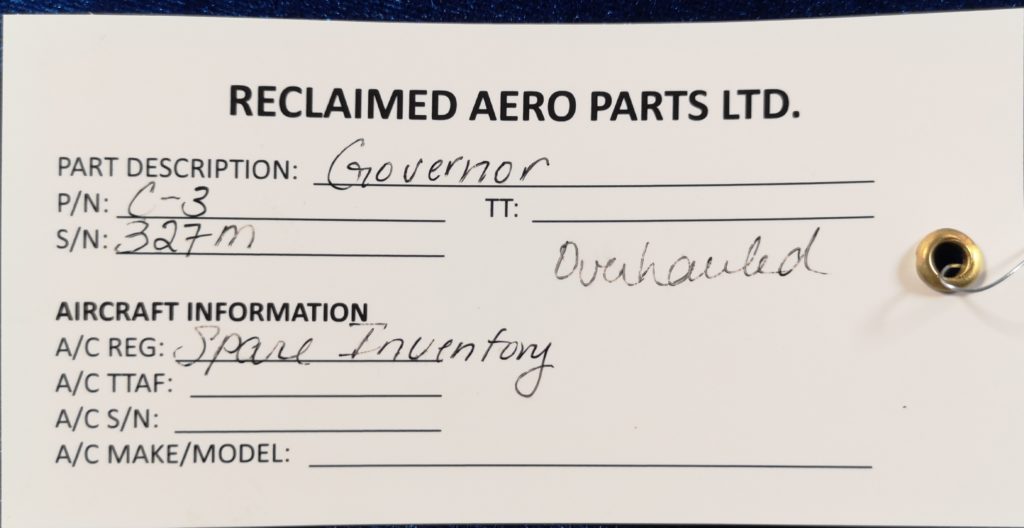 RECLAIMED AERO PARTS LTD.
PART DESCRIPTION: Governor
P/N: C-3 TT:
S/N: 327m
Overhauled
AIRCRAFT INFORMATION
A/C REG: Spare Inventory
A/C TTAF:
A/C S/N:
A/C MAKE/MODEL: